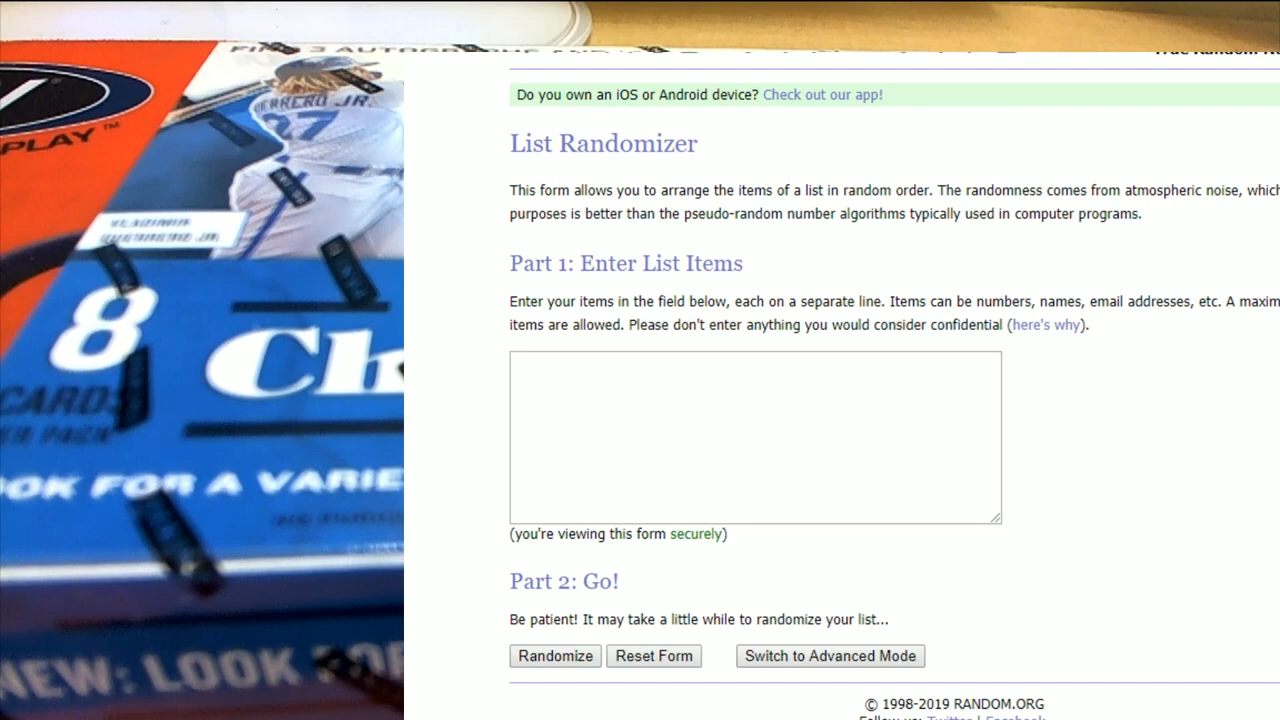 PLAY™
GUERRERO JR.
27
VLADIMIR
GUERRERO JR.
8
CARDS
PER PACK
Ch
LOOK FOR A VARIE
NEW: LOOK FOR
Do you own an iOS or Android device? Check out our app!
List Randomizer
This form allows you to arrange the items of a list in random order. The randomness comes from atmospheric noise, which
purposes is better than the pseudo-random number algorithms typically used in computer programs.
Part 1: Enter List Items
Enter your items in the field below, each on a separate line. Items can be numbers, names, email addresses, etc. A maxim
items are allowed. Please don't enter anything you would consider confidential (here's why).
(you're viewing this form securely)
Part 2: Go!
Be patient! It may take a little while to randomize your list...
Randomize Reset Form Switch to Advanced Mode
© 1998-2019 RANDOM.ORG